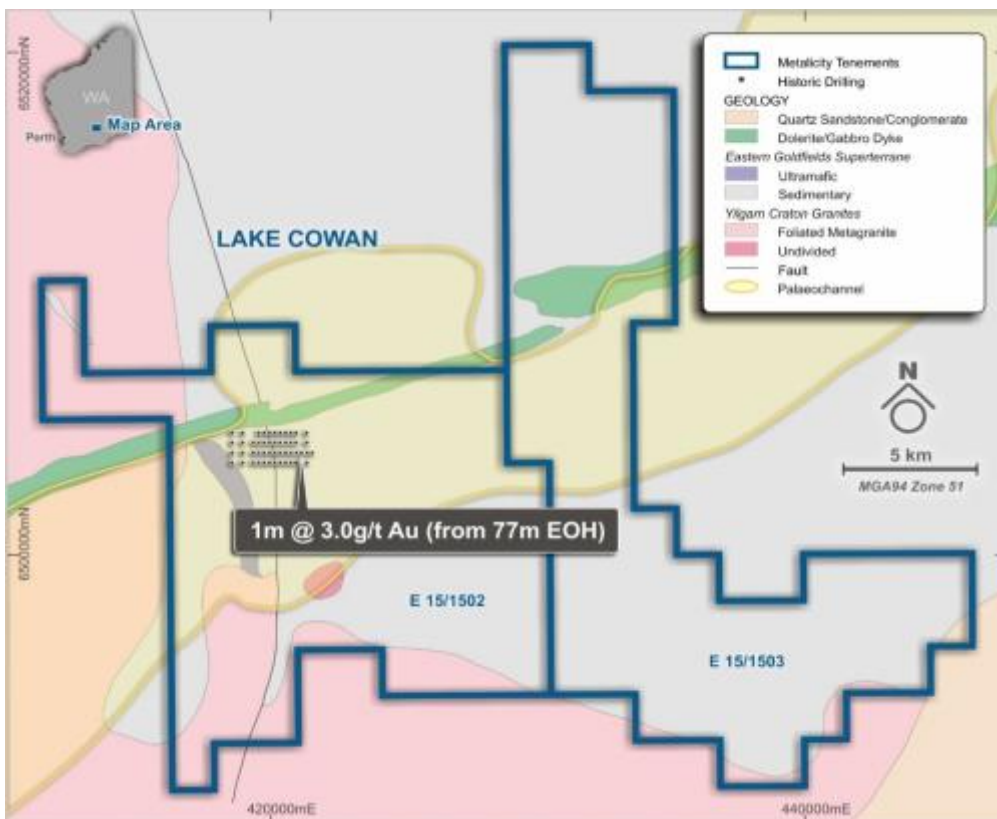 6520000mN
WA
Perth
Map Area
Metalicity Tenements
Historic Drilling
GEOLOGY
Quartz Sandstone/Conglomerate
Dolerite/Gabbro Dyke
Eastern Goldfields Superterrane
Ultramafic
Sedimentary
Yilgarn Craton Granites
Foliated Metagranite
Undivided
Fault
Palaeochannel
LAKE COWAN
N
5 km
MGA94 Zone 51
1m @ 3.0g/t Au (from 77m EOH)
6500000mN
E 15/1502
E 15/1503
420000mE
440000mE